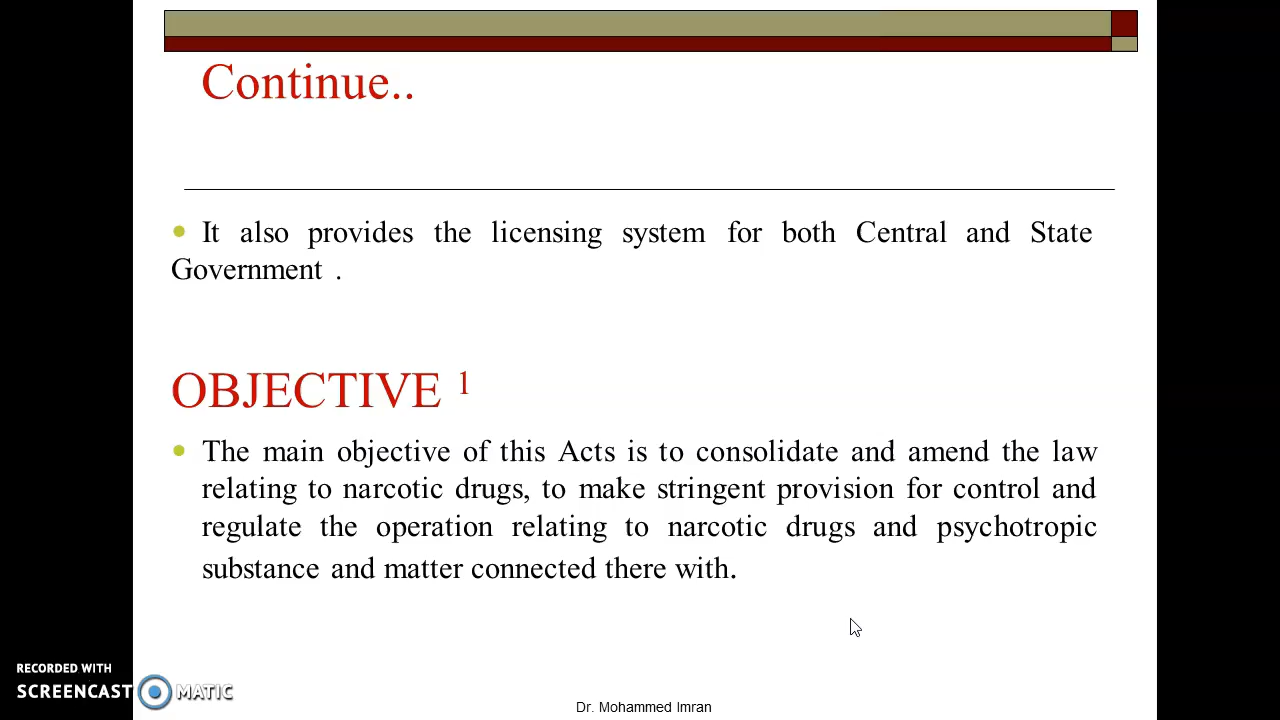 Continue..
It also provides the licensing system for both Central and State
Government .
OBJECTIVE 1
The main objective of this Acts is to consolidate and amend the law
relating to narcotic drugs, to make stringent provision for control and
regulate the operation relating to narcotic drugs and psychotropic
substance and matter connected there with.
RECORDED WITH
SCREENCAST MATIC
Dr. Mohammed Imran